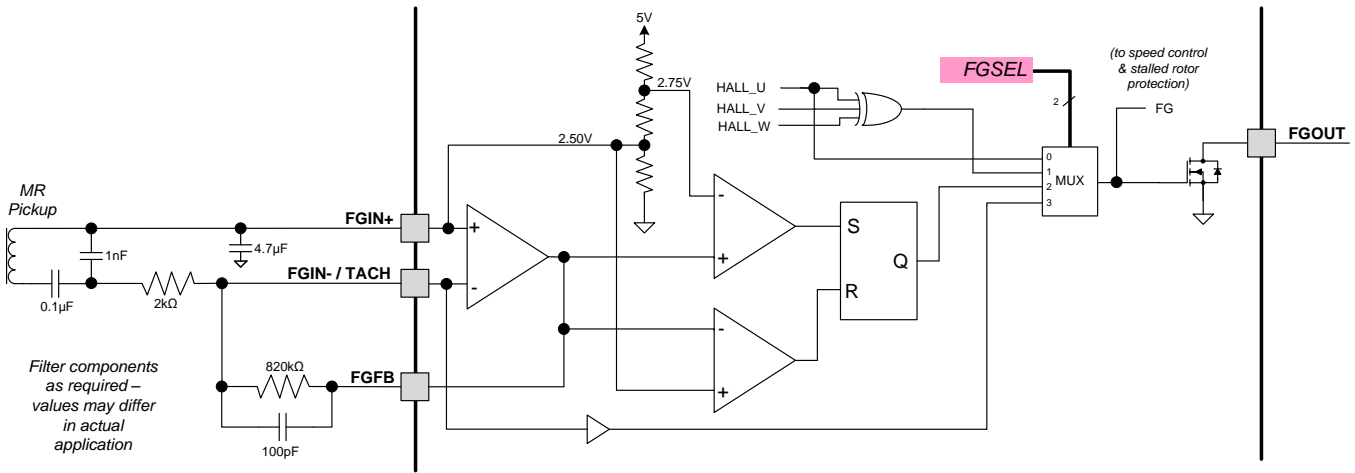 5V
2.75V
2.50V
HALL_U
HALL_V
HALL_W
FGSEL
2
(to speed control
& stalled rotor
protection)
FG
FGOUT
0
1
2
3
MUX
MR
Pickup
1nF
4.7µF
0.1µF
2kΩ
FGIN+
FGIN- / TACH
FGFB
820kΩ
100pF
+
-
-
+
-
+
S
R
Q
Filter components
as required –
values may differ
in actual
application